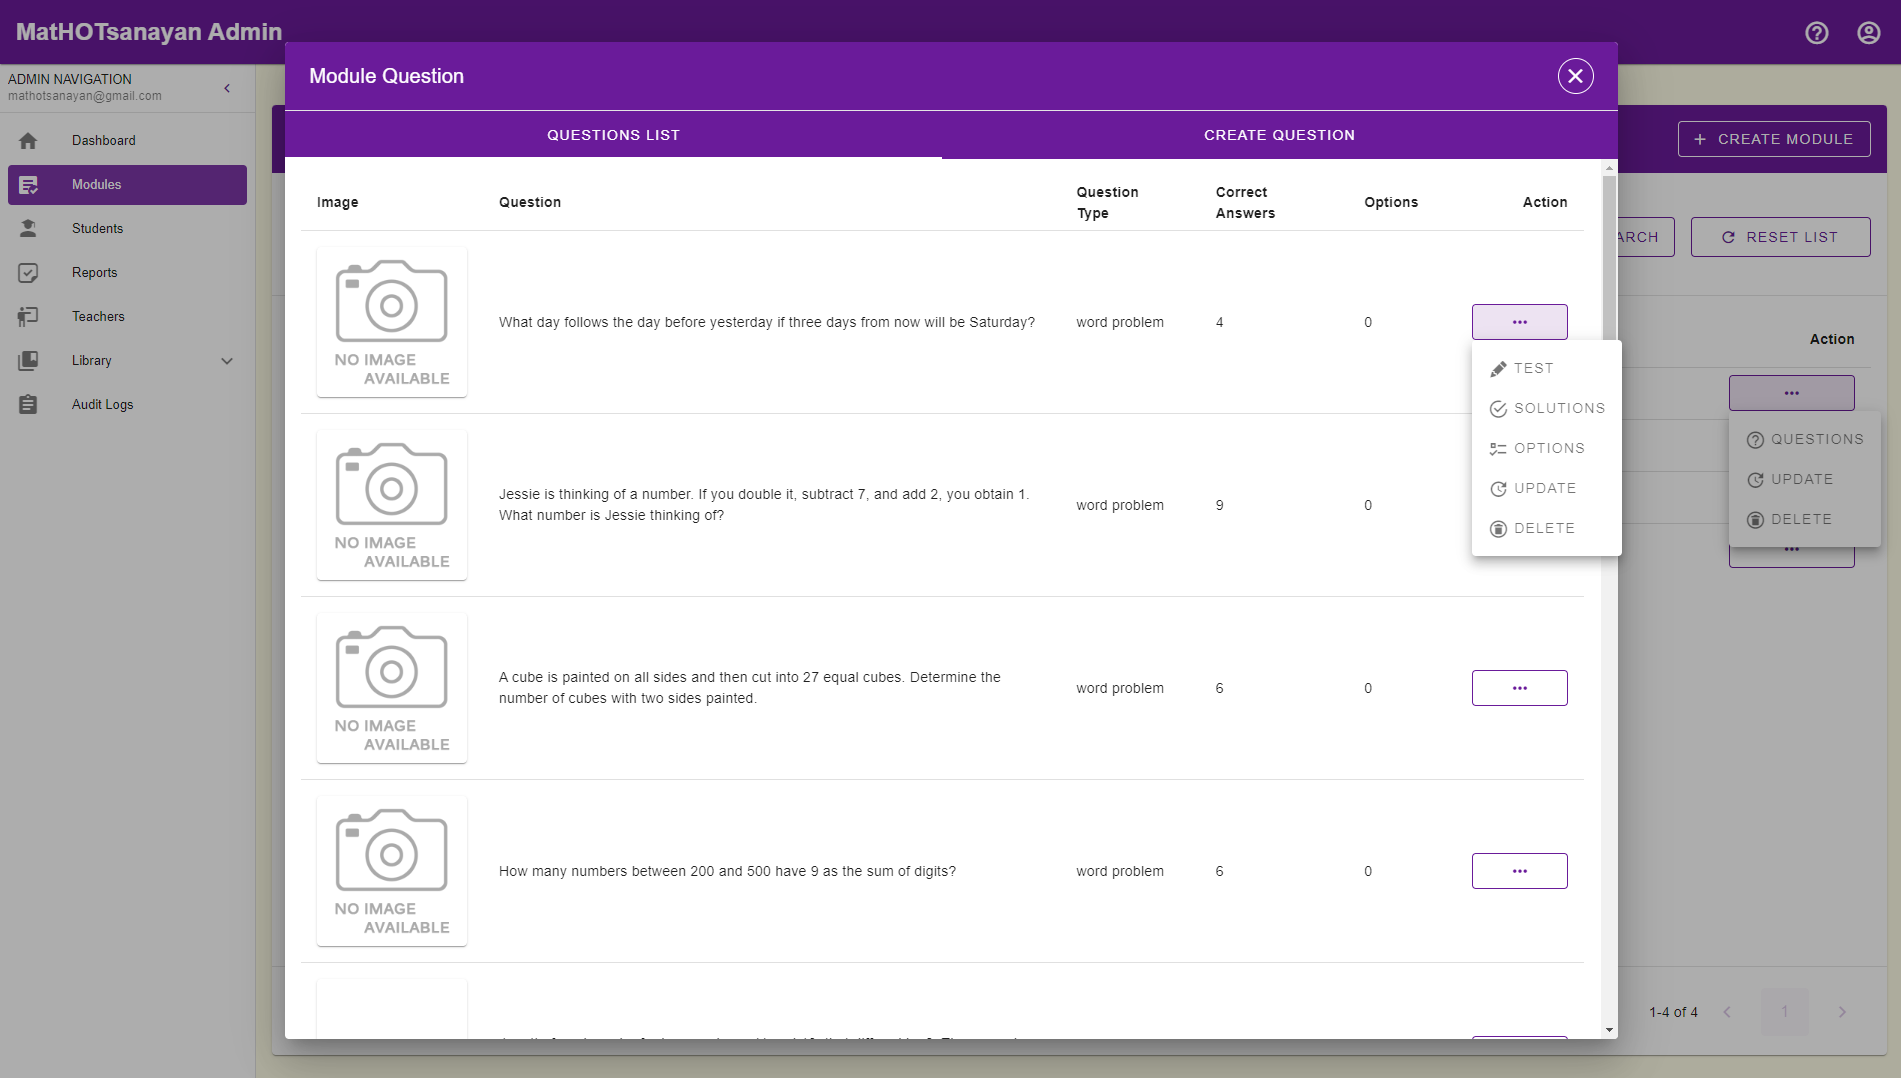 MatHOTsanayan Admin
ADMIN NAVIGATION
mathotsanayan@gmail.com
Dashboard
Modules
Students
Reports
Teachers
Library
Audit Logs
Module Question
QUESTIONS LIST
CREATE QUESTION
Image
Question
Question
Type
Correct
Answers
Options
Action
NO IMAGE
AVAILABLE
What day follows the day before yesterday if three days from now will be Saturday?
word problem
4
0
NO IMAGE
AVAILABLE
Jessie is thinking of a number. If you double it, subtract 7, and add 2, you obtain 1.
What number is Jessie thinking of?
word problem
9
0
NO IMAGE
AVAILABLE
A cube is painted on all sides and then cut into 27 equal cubes. Determine the
number of cubes with two sides painted.
word problem
6
0
NO IMAGE
AVAILABLE
How many numbers between 200 and 500 have 9 as the sum of digits?
word problem
6
0
TEST
SOLUTIONS
OPTIONS
UPDATE
DELETE
+ CREATE MODULE
ARCH
RESET LIST
Action
QUESTIONS
UPDATE
DELETE
1-4 of 4
1